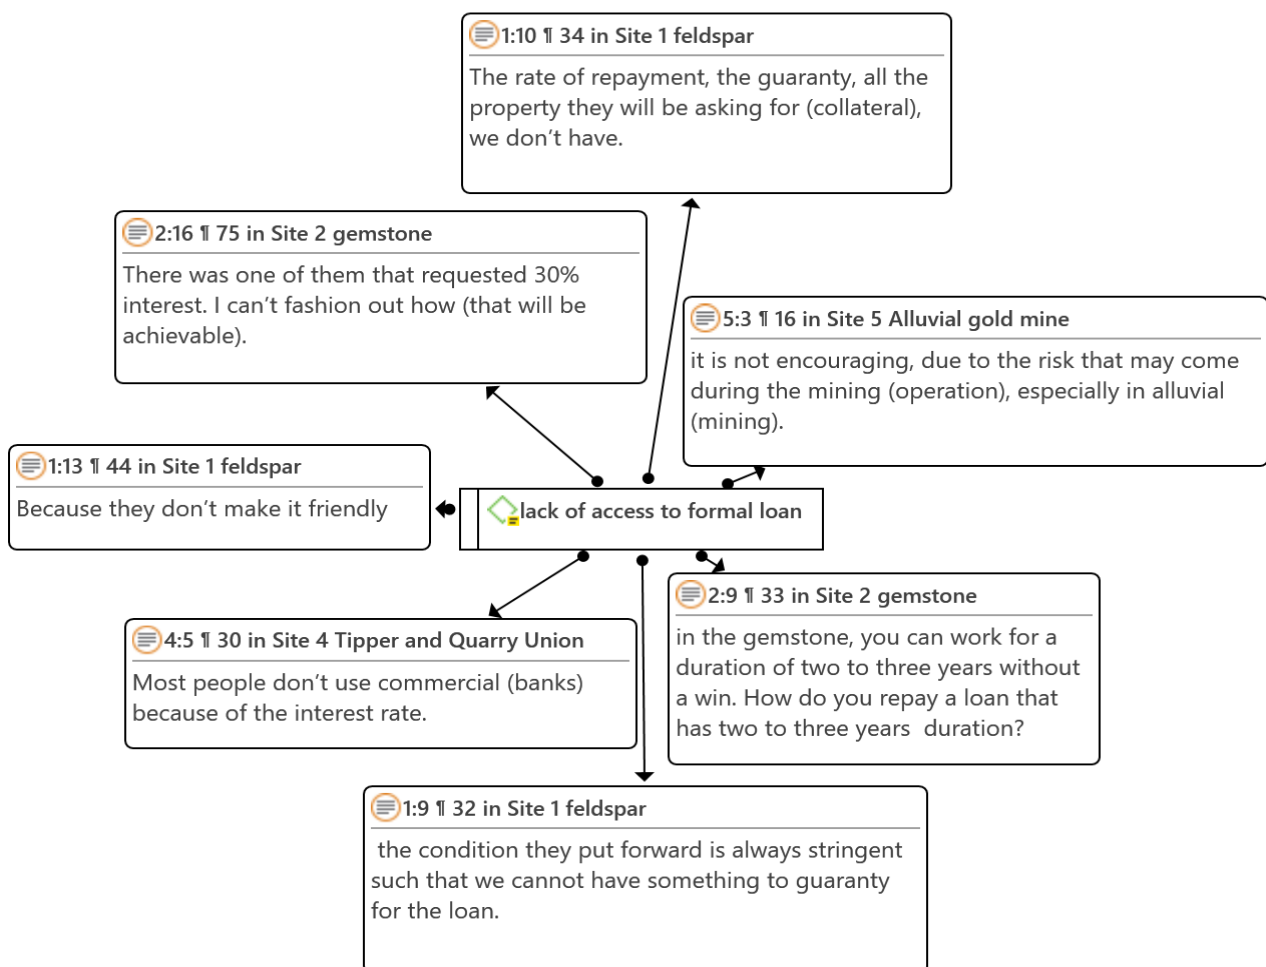 1:10 ¶ 34 in Site 1 feldspar
The rate of repayment, the guaranty, all the
property they will be asking for (collateral),
we don’t have.
2:16 ¶ 75 in Site 2 gemstone
There was one of them that requested 30%
interest. I can’t fashion out how (that will be
achievable).
5:3 ¶ 16 in Site 5 Alluvial gold mine
it is not encouraging, due to the risk that may come
during the mining (operation), especially in alluvial
(mining).
1:13 ¶ 44 in Site 1 feldspar
Because they don’t make it friendly
lack of access to formal loan
4:5 ¶ 30 in Site 4 Tipper and Quarry Union
Most people don’t use commercial (banks)
because of the interest rate.
2:9 ¶ 33 in Site 2 gemstone
in the gemstone, you can work for a
duration of two to three years without
a win. How do you repay a loan that
has two to three years  duration?
1:9 ¶ 32 in Site 1 feldspar
the condition they put forward is always stringent
such that we cannot have something to guaranty
for the loan.